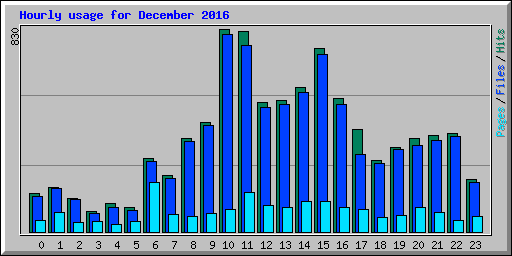 Hourly usage for December 2016
830
Pages/Files/Hits
0 1 2 3 4 5 6 7 8 9 10 11 12 13 14 15 16 17 18 19 20 21 22 23